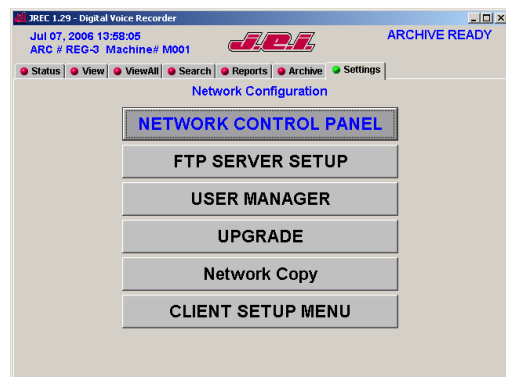 JREC 1.29 - Digital Voice Recorder
Jul 07, 2006 13:58:05
ARC # REG-3 Machine# M001
J.E.I.
ARCHIVE READY
Status View ViewAll Search Reports Archive Settings
Network Configuration
NETWORK CONTROL PANEL
FTP SERVER SETUP
USER MANAGER
UPGRADE
Network Copy
CLIENT SETUP MENU